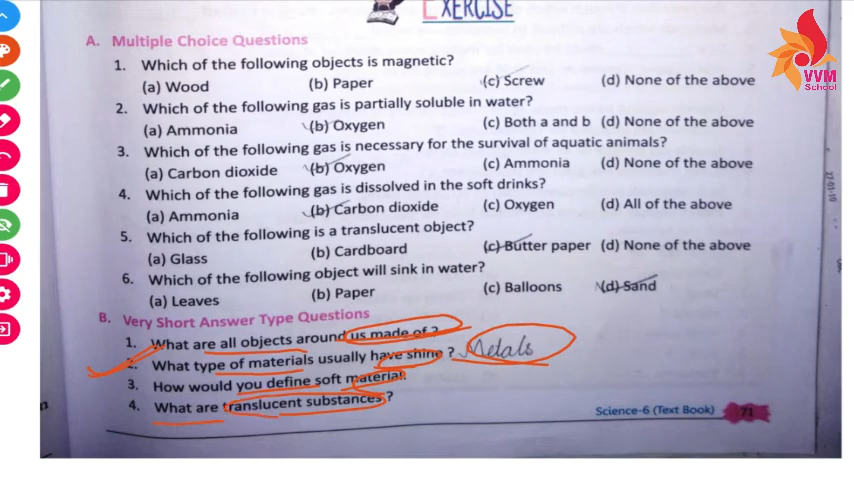 EXERCISE
VVM
School
A. Multiple Choice Questions
1. Which of the following objects is magnetic?
(a) Wood (b) Paper (c) Screw (d) None of the above
2. Which of the following gas is partially soluble in water?
(a) Ammonia (b) Oxygen (c) Both a and b (d) None of the above
3. Which of the following gas is necessary for the survival of aquatic animals?
(a) Carbon dioxide (b) Oxygen (c) Ammonia (d) None of the above
4. Which of the following gas is dissolved in the soft drinks?
(a) Ammonia (b) Carbon dioxide (c) Oxygen (d) All of the above
5. Which of the following is a translucent object?
(a) Glass (b) Cardboard (c) Butter paper (d) None of the above
6. Which of the following object will sink in water?
(a) Leaves (b) Paper (c) Balloons (d) Sand
B. Very Short Answer Type Questions
1. What are all objects around us made of ?
2. What type of materials usually have shine ? Metals
3. How would you define soft material
4. What are translucent substances ?
Science-6 (Text Book) 71